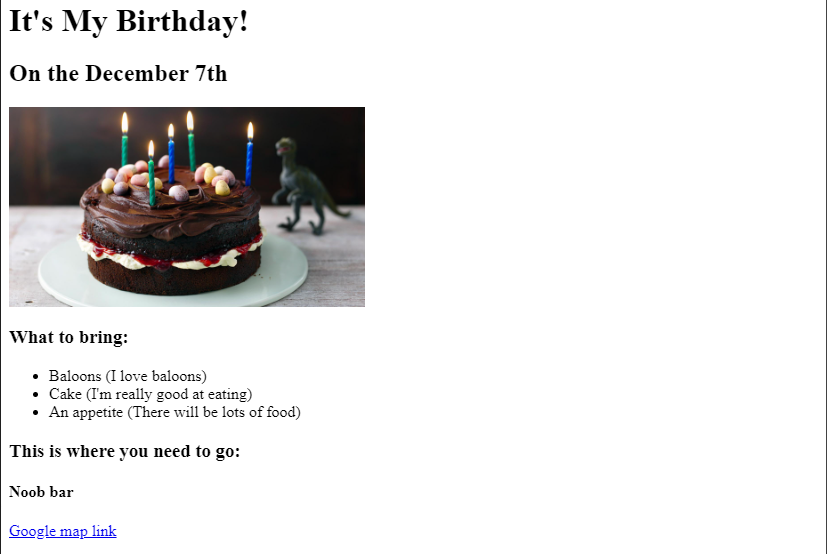 It's My Birthday!
On the December 7th
What to bring:
Baloons (I love baloons)
Cake (I'm really good at eating)
An appetite (There will be lots of food)
This is where you need to go:
Noob bar
Google map link